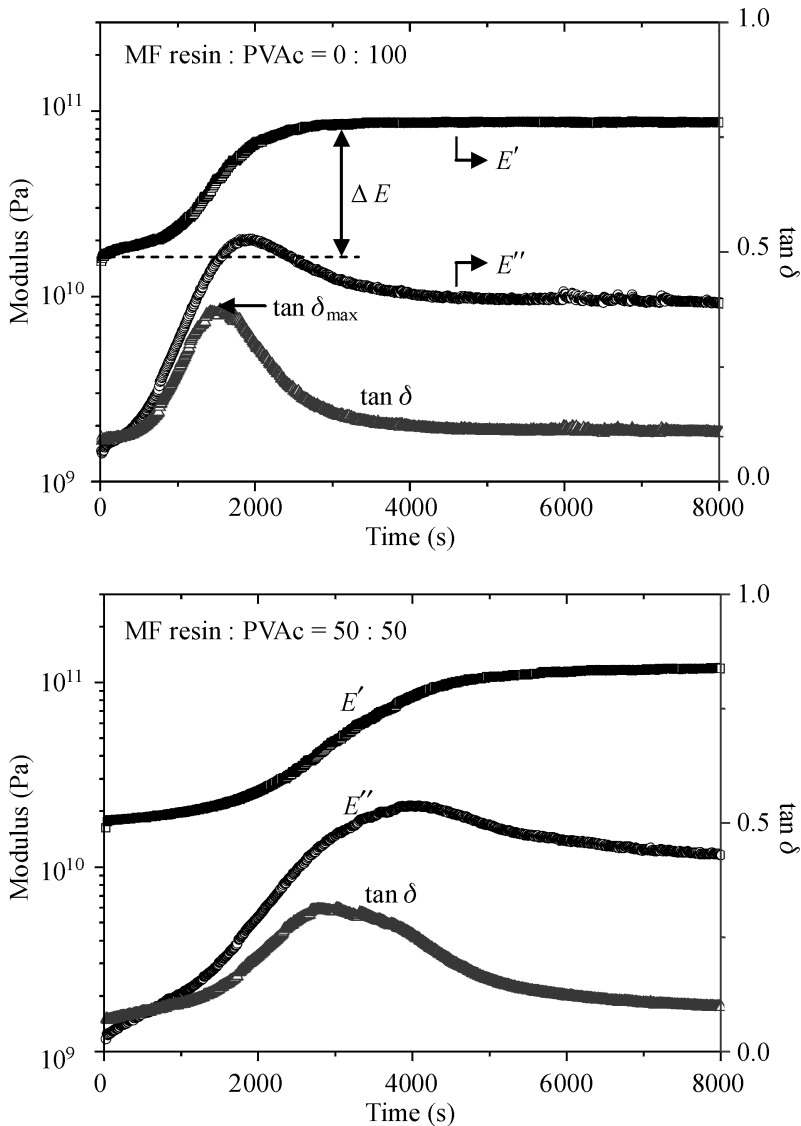 MF resin : PVAc = 0 : 100
Modulus (Pa)
10¹¹
10¹⁰
10⁹
1.0
0.5
0.0
tan δ
E′
Δ E
E″
tan δmax
tan δ
0 2000 4000 6000 8000
Time (s)
MF resin : PVAc = 50 : 50
Modulus (Pa)
10¹¹
10¹⁰
10⁹
1.0
0.5
0.0
tan δ
E′
E″
tan δ
0 2000 4000 6000 8000
Time (s)